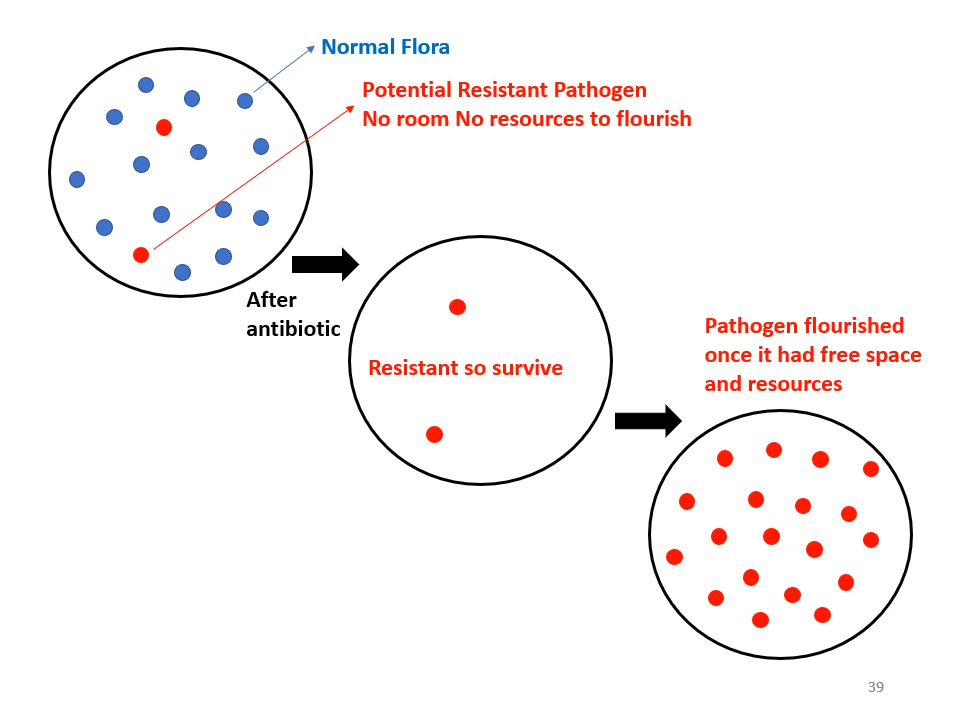 Normal Flora
Potential Resistant Pathogen
No room No resources to flourish
After
antibiotic
Resistant so survive
Pathogen flourished
once it had free space
and resources
39